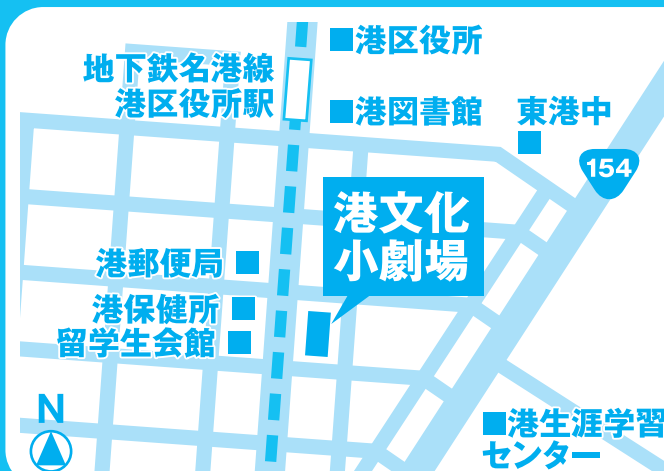 ■港区役所
地下鉄名港線
港区役所駅
■港図書館
東港中
154
港文化
小劇場
港郵便局
港保健所
留学生会館
N
■港生涯学習
センター